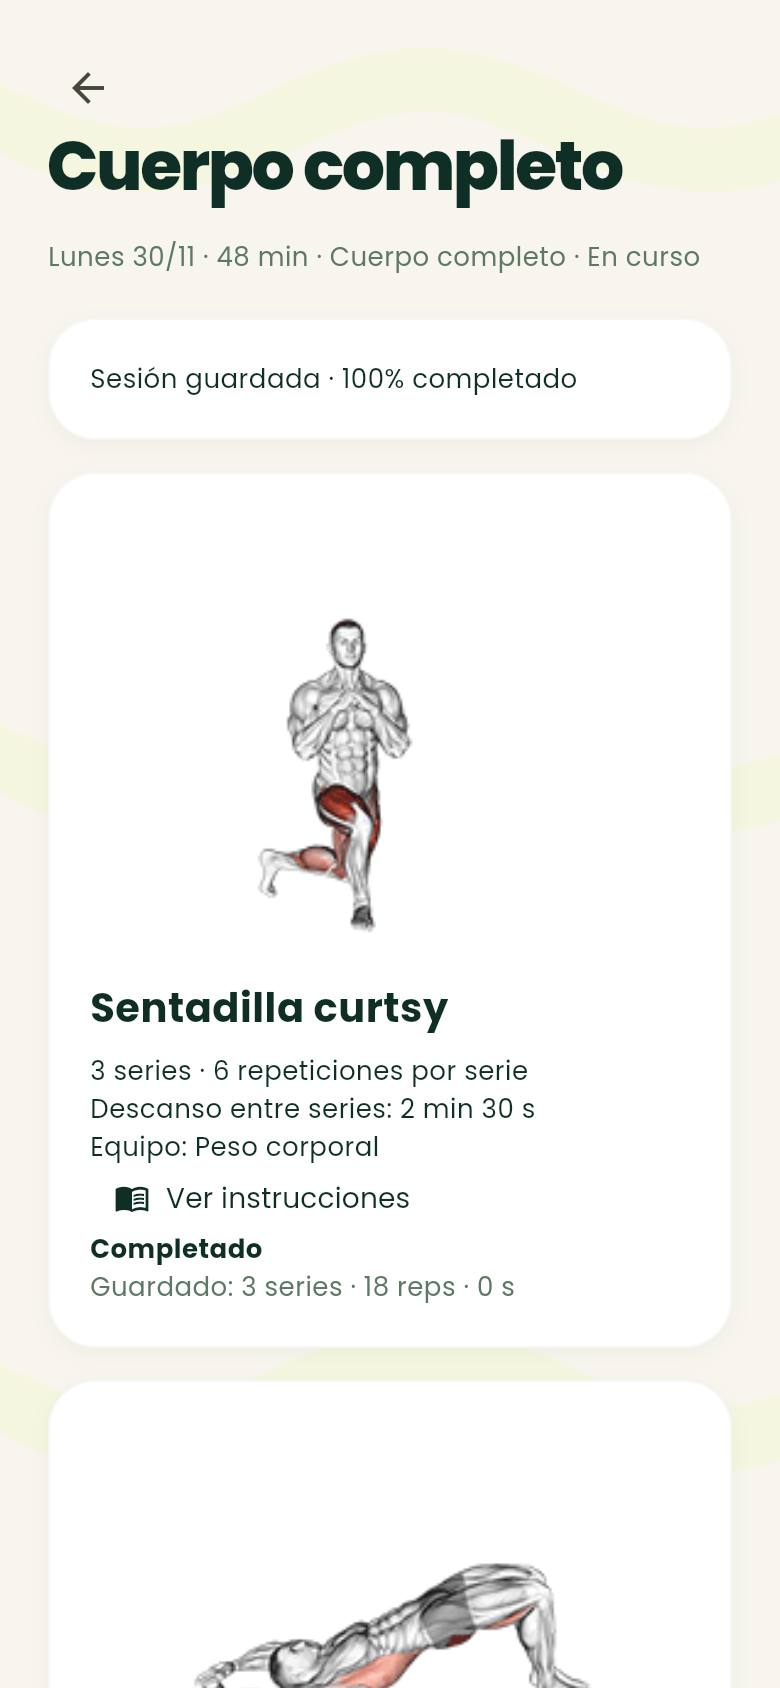 Cuerpo completo
Lunes 30/11 · 48 min · Cuerpo completo · En curso
Sesión guardada · 100% completado
Sentadilla curtsy
3 series · 6 repeticiones por serie
Descanso entre series: 2 min 30 s
Equipo: Peso corporal
Ver instrucciones
Completado
Guardado: 3 series · 18 reps · 0 s